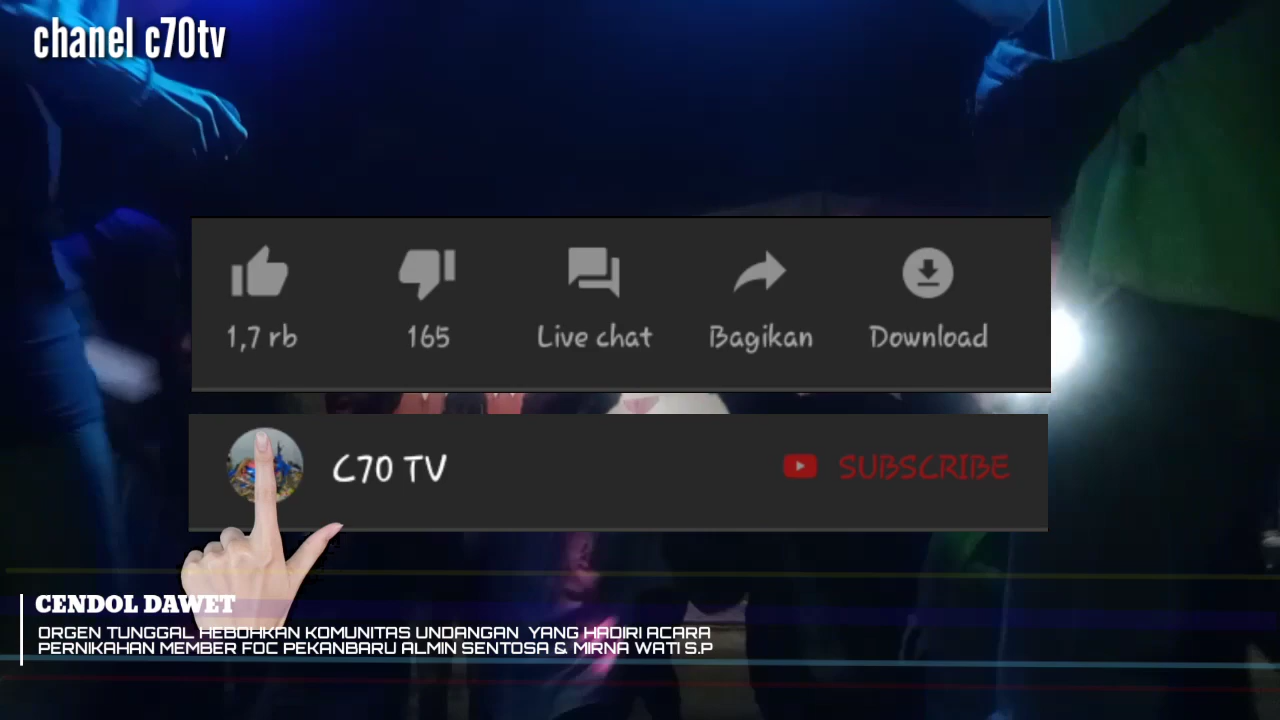 chanel c70tv
1,7 rb
165
Live chat
Bagikan
Download
C70 TV
SUBSCRIBE
CENDOL DAWET
ORGEN TUNGGAL HEBOHKAN KOMUNITAS UNDANGAN YANG HADIRI ACARA
PERNIKAHAN MEMBER FOC PEKANBARU ALMIN SENTOSA & MIRNA WATI S.P